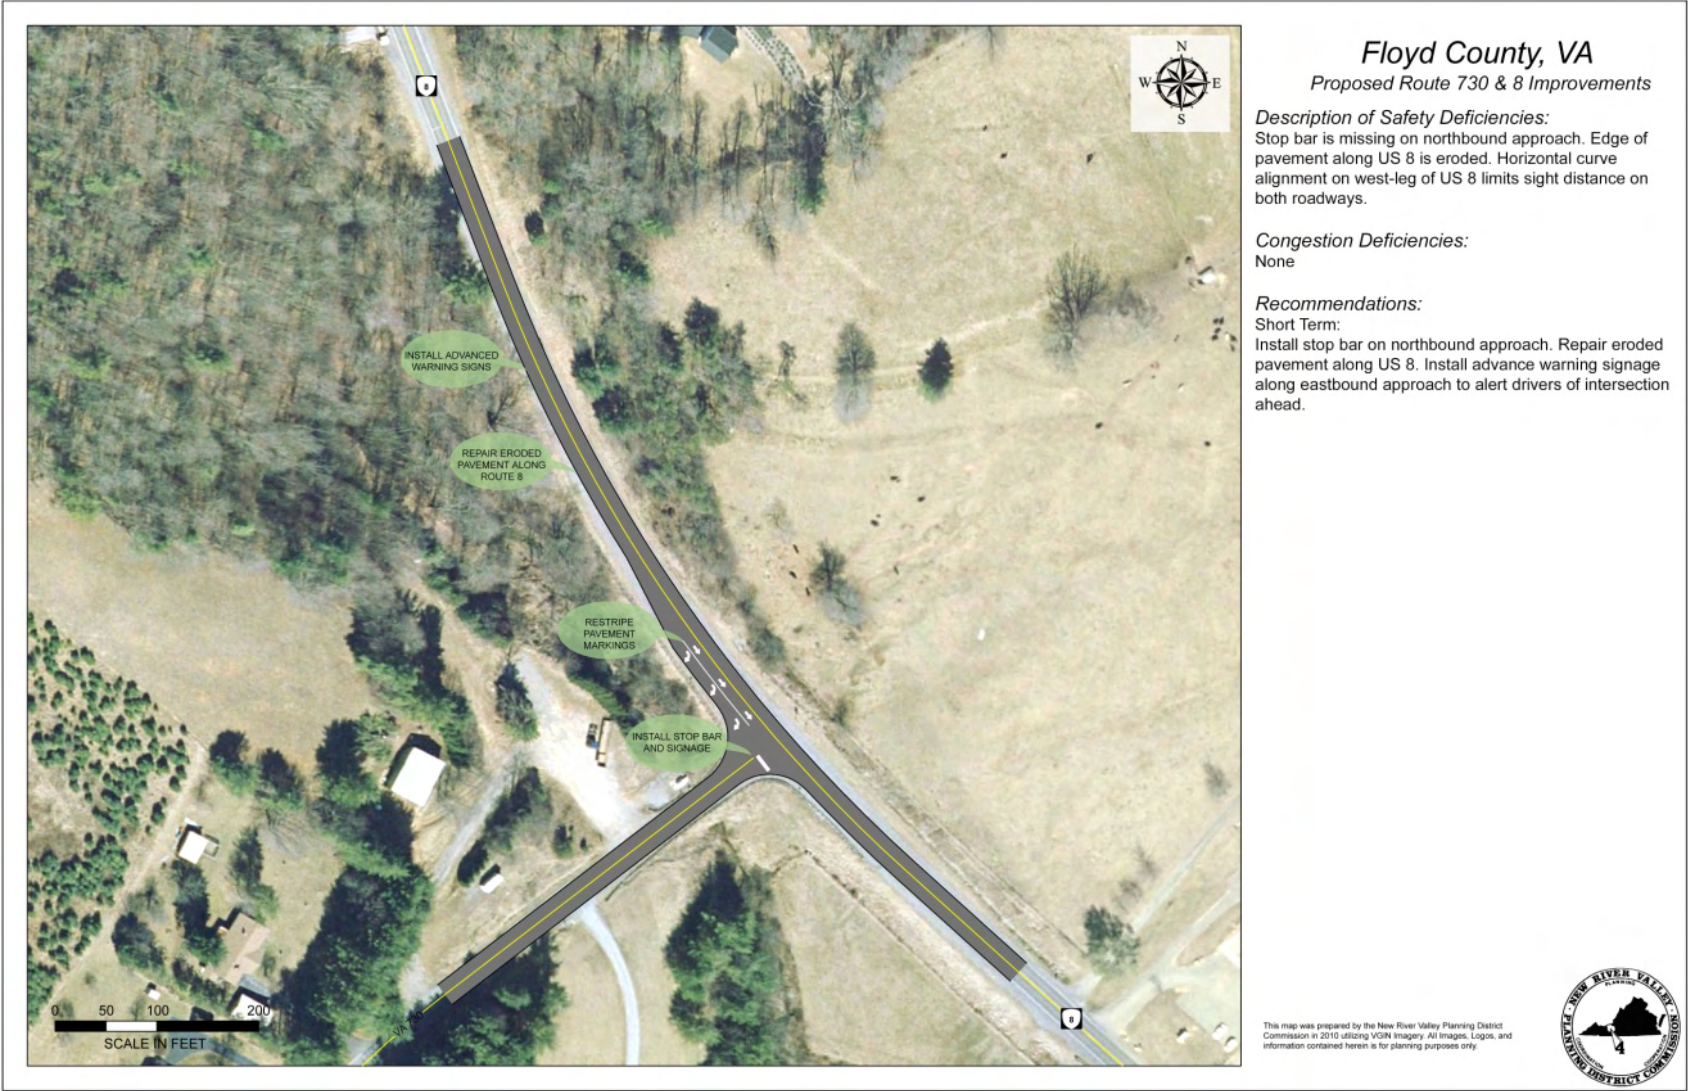 Floyd County, VA
Proposed Route 730 & 8 Improvements
Description of Safety Deficiencies:
Stop bar is missing on northbound approach. Edge of
pavement along US 8 is eroded. Horizontal curve
alignment on west-leg of US 8 limits sight distance on
both roadways.
Congestion Deficiencies:
None
Recommendations:
Short Term:
Install stop bar on northbound approach. Repair eroded
pavement along US 8. Install advance warning signage
along eastbound approach to alert drivers of intersection
ahead.
N
W E
S
8
INSTALL ADVANCED
WARNING SIGNS
REPAIR ERODED
PAVEMENT ALONG
ROUTE 8
RESTRIPE
PAVEMENT
MARKINGS
INSTALL STOP BAR
AND SIGNAGE
8
VA
0 50 100 200
SCALE IN FEET
This map was prepared by the New River Valley Planning District
Commission in 2010 utilizing VGIN Imagery. All Images, Logos, and
information contained herein is for planning purposes only.
NEW RIVER VALLEY
PLANNING
4
PLANNING DISTRICT COMMISSION